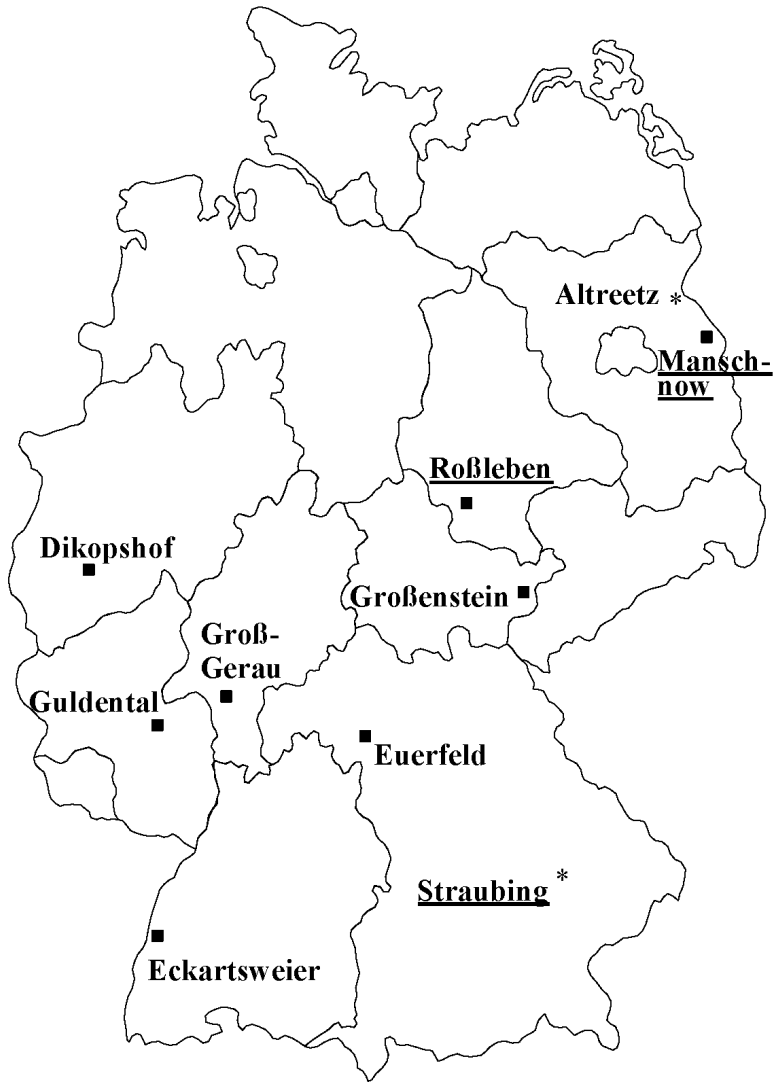 Altreetz *
Mansch-
now
Roßleben
Dikopshof
Großenstein
Groß-
Gerau
Guldental
Euerfeld
Straubing *
Eckartsweier